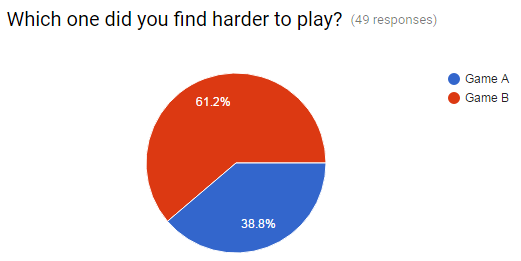 Which one did you find harder to play? (49 responses)
Game A
Game B
61.2%
38.8%